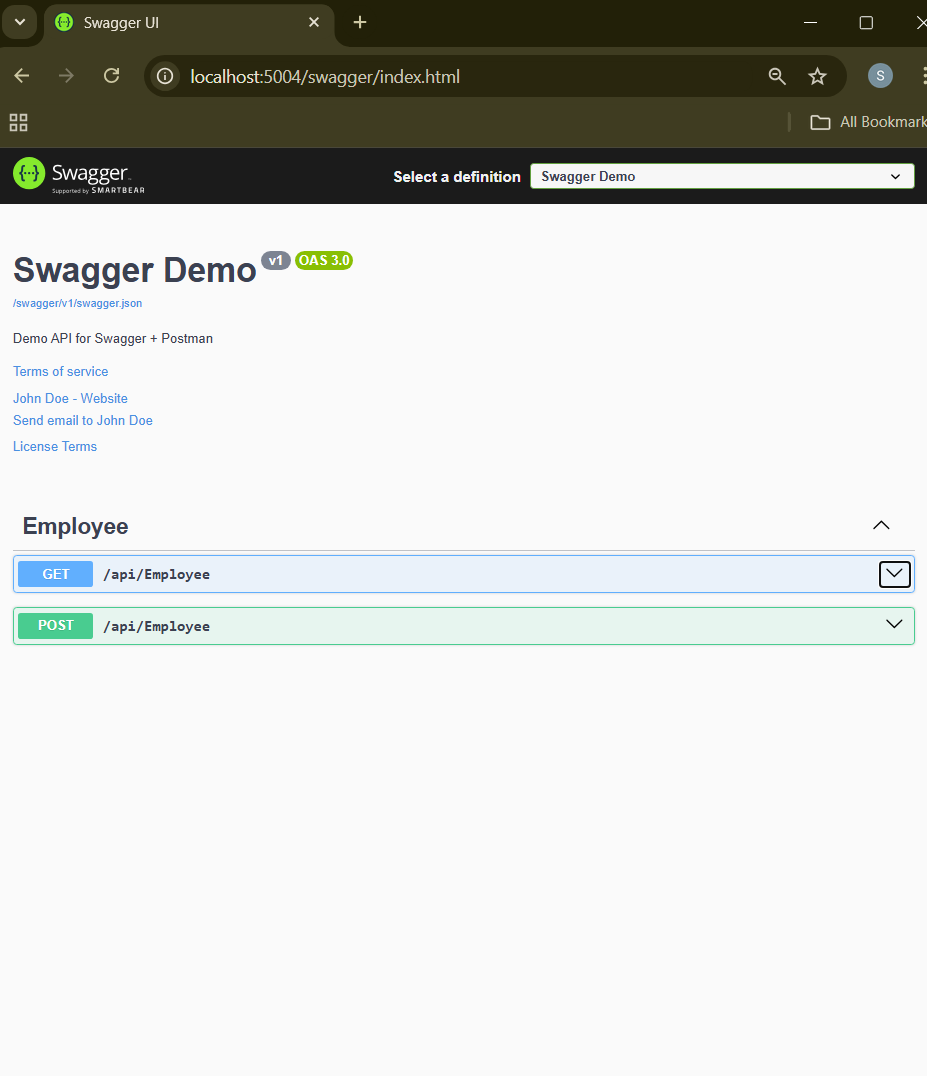 Swagger UI
localhost:5004/swagger/index.html
S
All Bookmark
Swagger
Supported by SMARTBEAR
Select a definition
Swagger Demo
Swagger Demo v1 OAS 3.0
/swagger/v1/swagger.json
Demo API for Swagger + Postman
Terms of service
John Doe - Website
Send email to John Doe
License Terms
Employee
GET /api/Employee
POST /api/Employee